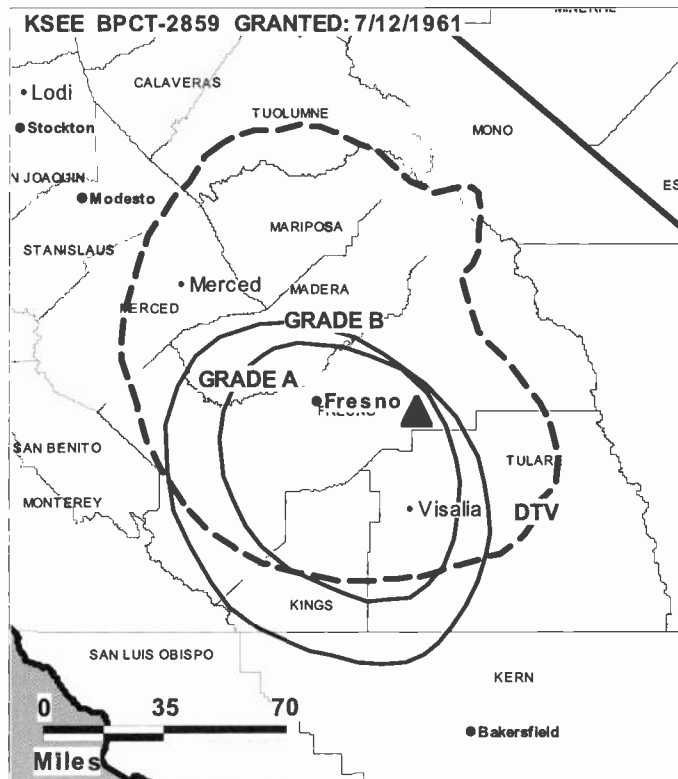 KSEE BPCT-2859 GRANTED: 7/12/1961
CALAVERAS
Lodi
TUOLUMNE
Stockton
MONO
N JOAQUIN
ES
Modesto
MARIPOSA
STANISLAUS
Merced
MADERA
MERCED
GRADE B
GRADE A
Fresno
FRESNO
SAN BENITO
TULARE
MONTEREY
Visalia
DTV
KINGS
SAN LUIS OBISPO
KERN
0 35 70
Bakersfield
Miles